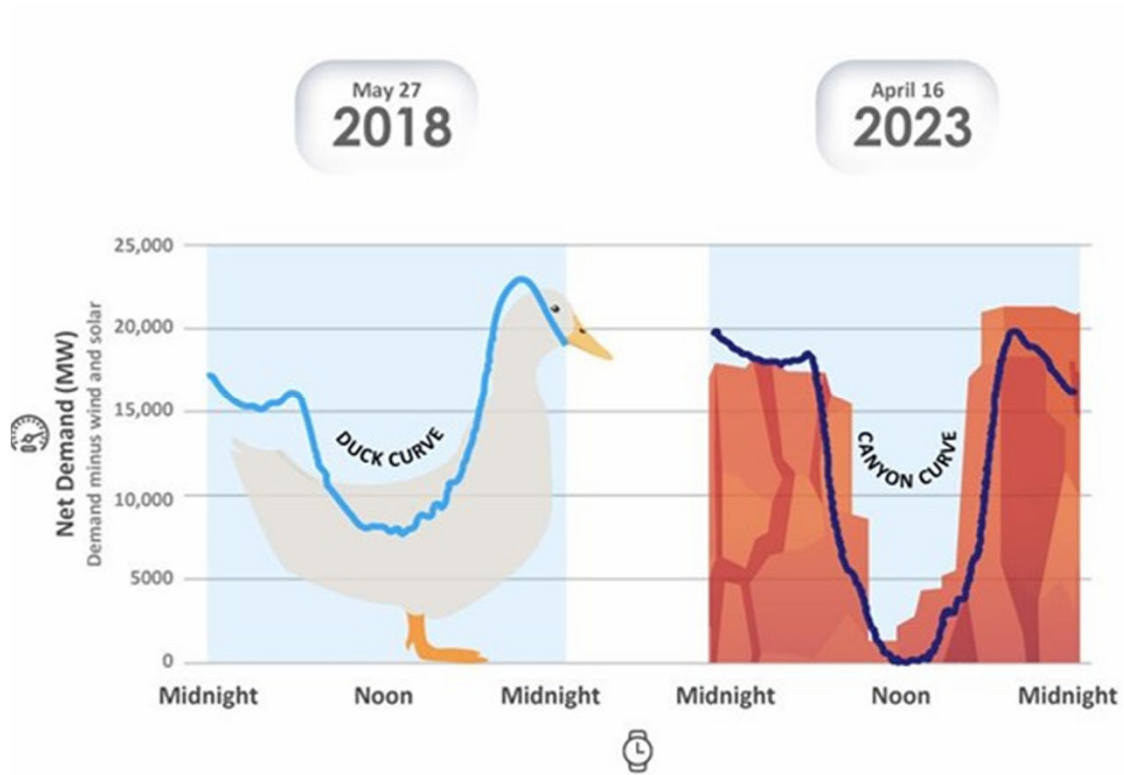 May 27
2018
April 16
2023
Net Demand (MW)
Demand minus wind and solar
25,000
20,000
15,000
10,000
5000
0
DUCK CURVE
CANYON CURVE
Midnight
Noon
Midnight
Midnight
Noon
Midnight